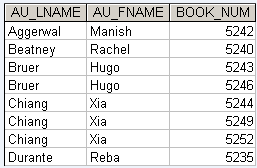 AU_LNAME AU_FNAME BOOK_NUM
Aggerwal Manish 5242
Beatney Rachel 5240
Bruer Hugo 5243
Bruer Hugo 5246
Chiang Xia 5244
Chiang Xia 5249
Chiang Xia 5252
Durante Reba 5235